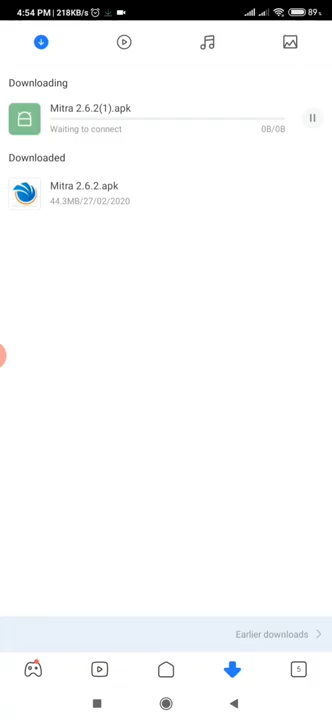 4:54 PM | 218KB/s
89%
Downloading
Mitra 2.6.2(1).apk
Waiting to connect
0B/0B
Downloaded
Mitra 2.6.2.apk
44.3MB/27/02/2020
Earlier downloads
5